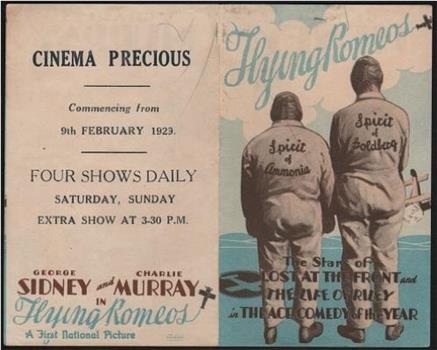 CINEMA PRECIOUS
Commencing from
9th FEBRUARY 1929.
FOUR SHOWS DAILY
SATURDAY, SUNDAY
EXTRA SHOW AT 3-30 P.M.
GEORGE SIDNEY and CHARLIE MURRAY
IN
Flying Romeos
A First National Picture
Flying Romeos
Spirit
of
Ammonia
Spirit
of
Goldberg
The Stars of
LOST AT THE FRONT and
THE LIFE O'RILEY
in THE ACE COMEDY of the YEAR